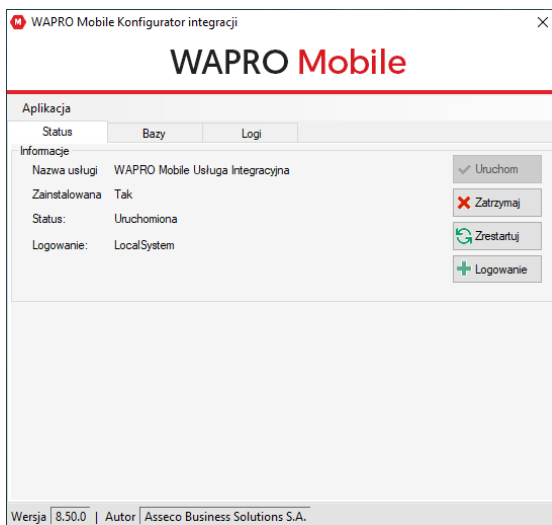 WAPRO Mobile Konfigurator integracji
WAPRO Mobile
Aplikacja
Status Bazy Logi
Informacje
Nazwa usługi WAPRO Mobile Usługa Integracyjna
Uruchom
Zainstalowana Tak
Zatrzymaj
Status: Uruchomiona
Zrestartuj
Logowanie: LocalSystem
Logowanie
Wersja 8.50.0 | Autor Asseco Business Solutions S.A.